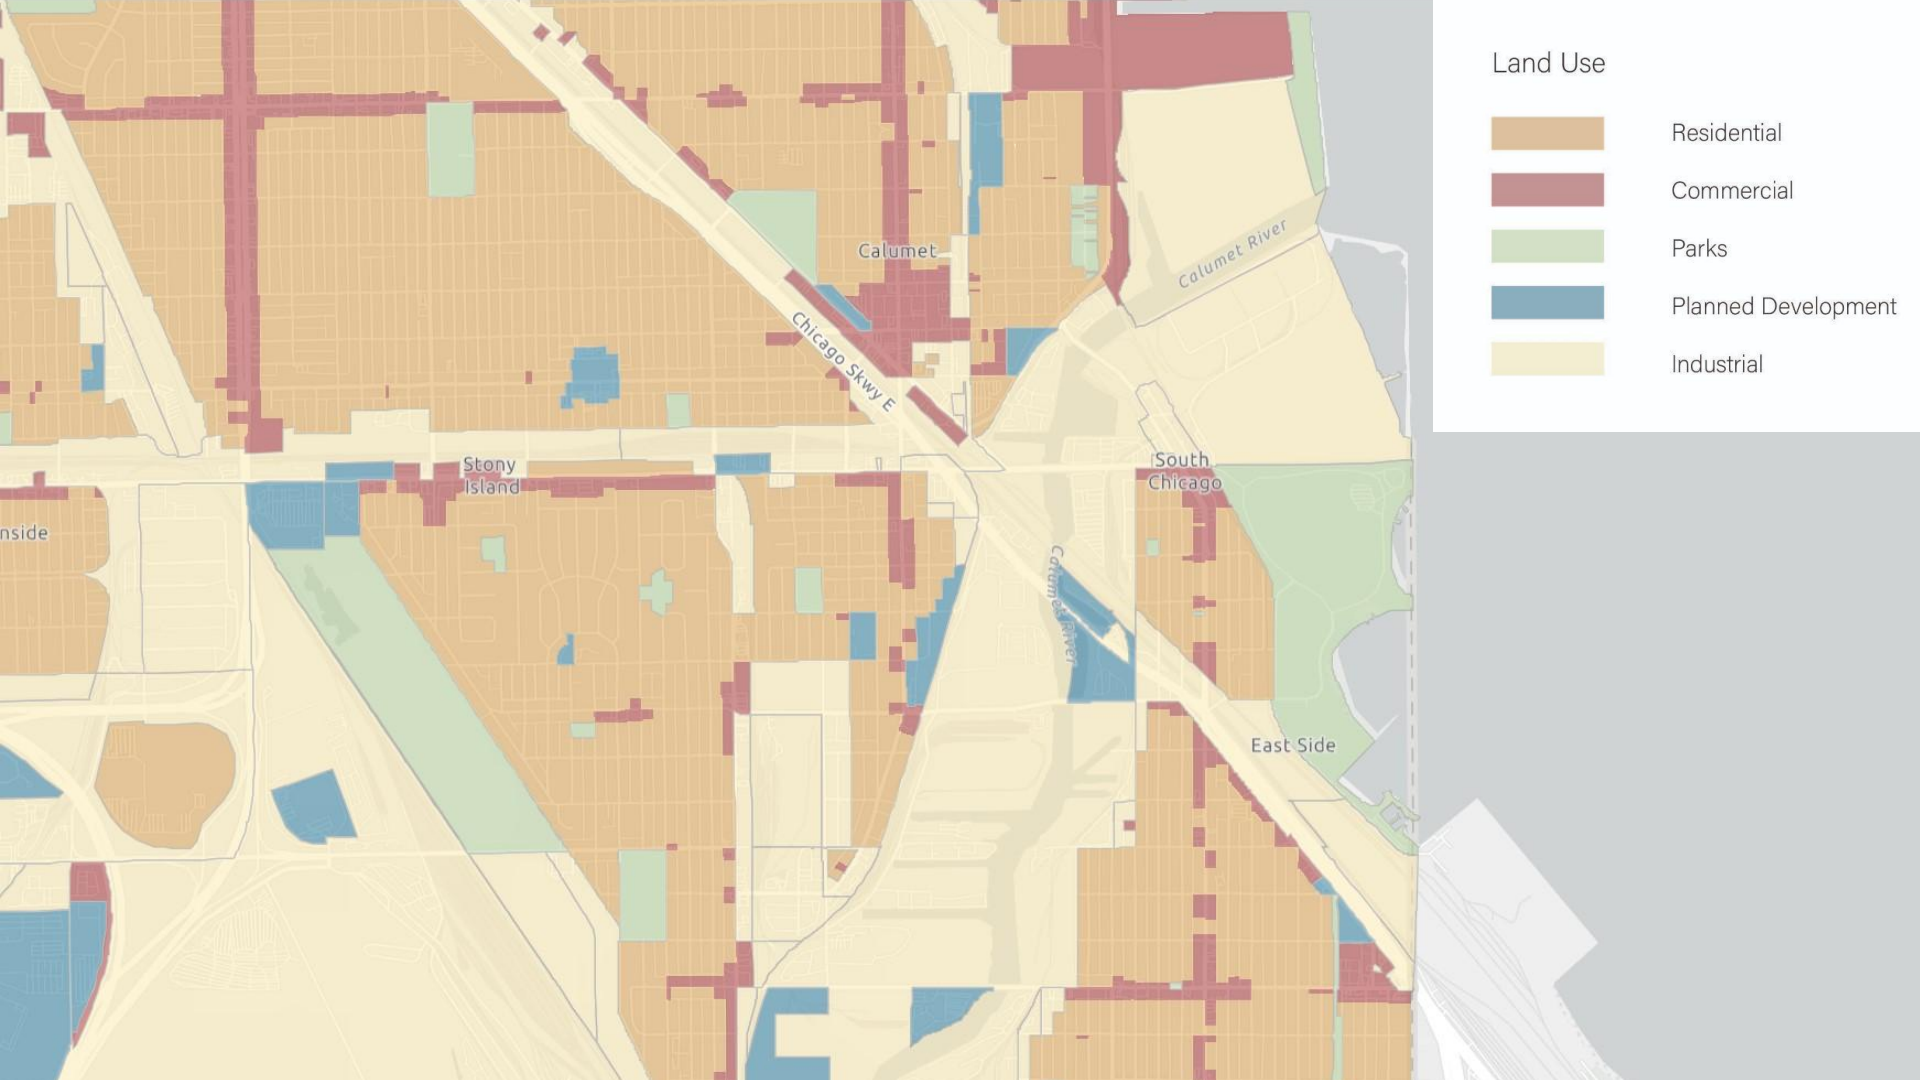 Land Use
Residential
Commercial
Parks
Planned Development
Industrial
Calumet
Calumet River
Chicago Skwy E
Stony
Island
South
Chicago
nside
Calumet River
East Side